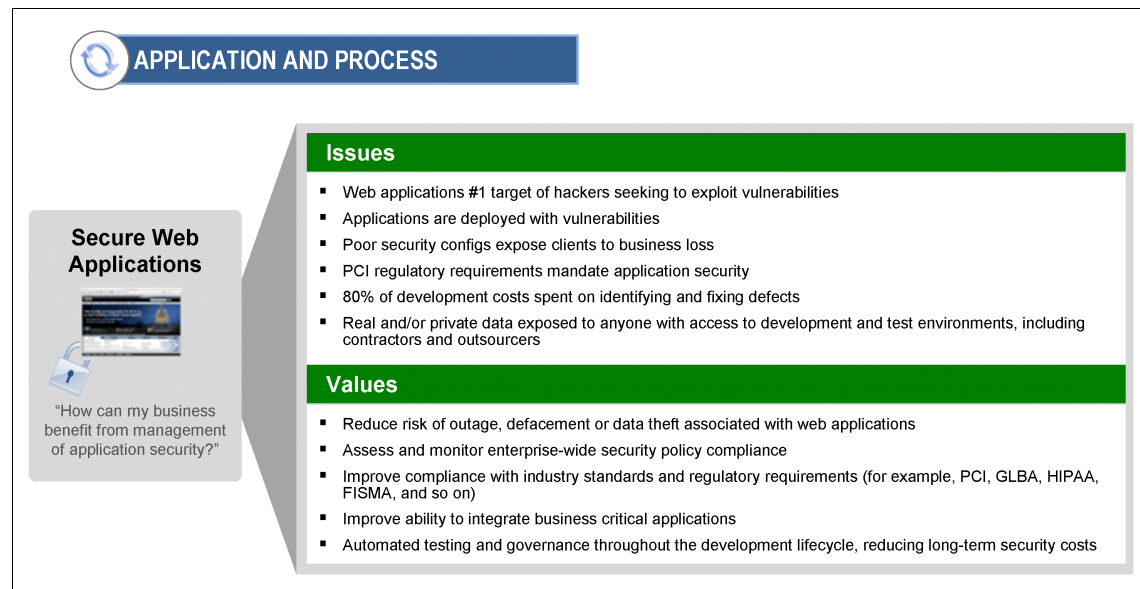 APPLICATION AND PROCESS
Secure Web
Applications
“How can my business
benefit from management
of application security?”
Issues
▪ Web applications #1 target of hackers seeking to exploit vulnerabilities
▪ Applications are deployed with vulnerabilities
▪ Poor security configs expose clients to business loss
▪ PCI regulatory requirements mandate application security
▪ 80% of development costs spent on identifying and fixing defects
▪ Real and/or private data exposed to anyone with access to development and test environments, including
contractors and outsourcers
Values
▪ Reduce risk of outage, defacement or data theft associated with web applications
▪ Assess and monitor enterprise-wide security policy compliance
▪ Improve compliance with industry standards and regulatory requirements (for example, PCI, GLBA, HIPAA,
FISMA, and so on)
▪ Improve ability to integrate business critical applications
▪ Automated testing and governance throughout the development lifecycle, reducing long-term security costs